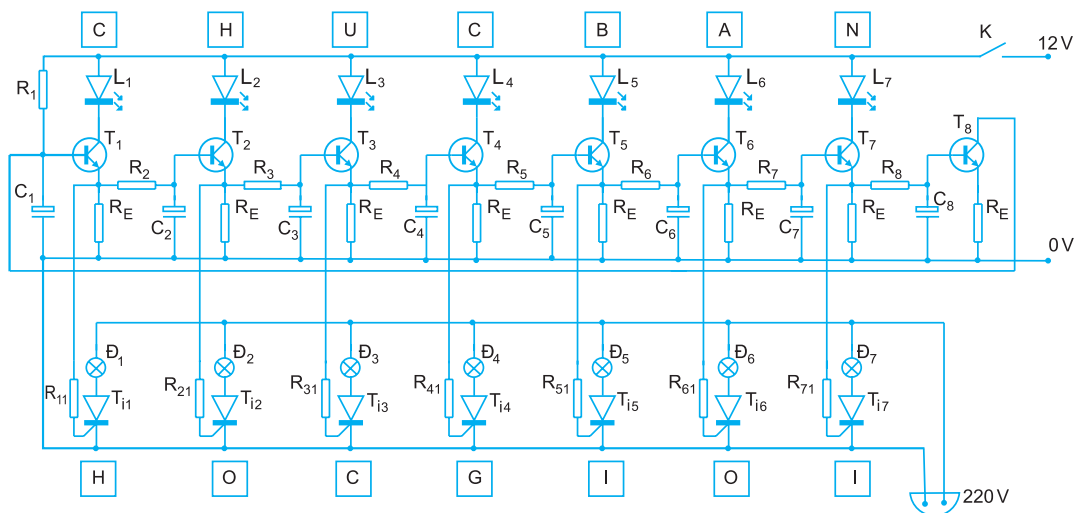 C H U C B A N
K 12 V
R1 L1 L2 L3 L4 L5 L6 L7
T1 T2 T3 T4 T5 T6 T7 T8
R2 R3 R4 R5 R6 R7 R8
C1 RE C2 RE C3 RE C4 RE C5 RE C6 RE C7 RE C8 RE
0 V
Đ1 Đ2 Đ3 Đ4 Đ5 Đ6 Đ7
R11 Ti1 R21 Ti2 R31 Ti3 R41 Ti4 R51 Ti5 R61 Ti6 R71 Ti7
H O C G I O I
220 V